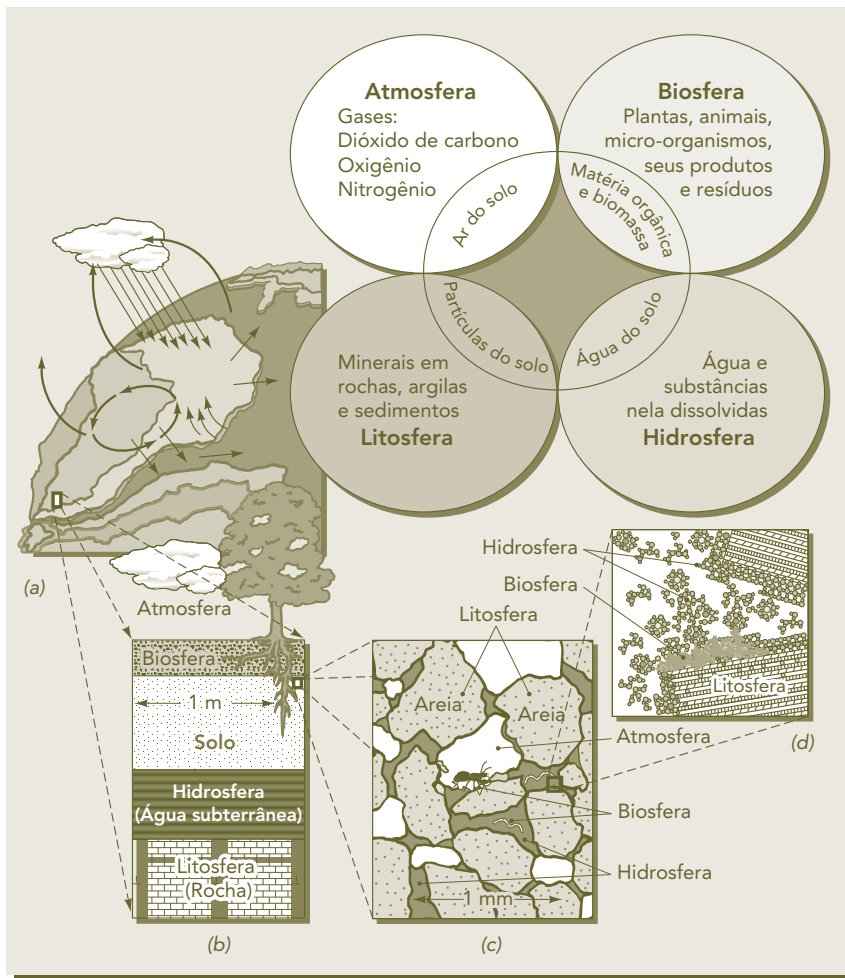 Atmosfera
Gases:
Dióxido de carbono
Oxigênio
Nitrogênio
Biosfera
Plantas, animais,
micro-organismos,
seus produtos
e resíduos
Ar do solo
Matéria orgânica
e biomassa
Partículas do solo
Água do solo
Minerais em
rochas, argilas
e sedimentos
Litosfera
Água e
substâncias
nela dissolvidas
Hidrosfera
(a)
Atmosfera
Biosfera
1 m
Solo
Hidrosfera
(Água subterrânea)
Litosfera
(Rocha)
(b)
Litosfera
Areia
Areia
Atmosfera
Biosfera
Hidrosfera
1 mm
(c)
Hidrosfera
Biosfera
Litosfera
(d)